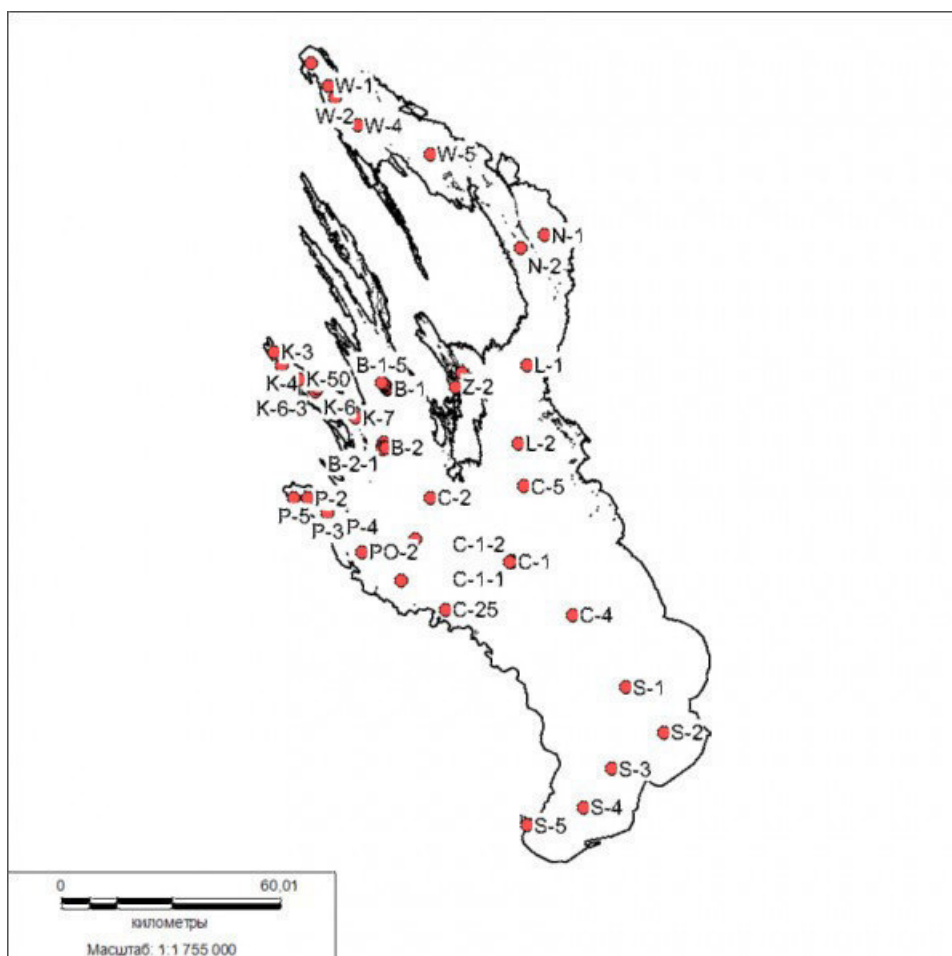 W-1
W-2
W-4
W-5
N-1
N-2
K-3
B-1-5
L-1
K-4
K-50
B-1
Z-2
K-6-3
K-6
K-7
B-2
L-2
B-2-1
C-5
P-2
C-2
P-5
P-3
P-4
C-1-2
PO-2
C-1
C-1-1
C-25
C-4
S-1
S-2
S-3
S-4
S-5
0 60,01
километры
Масштаб: 1:1 755 000